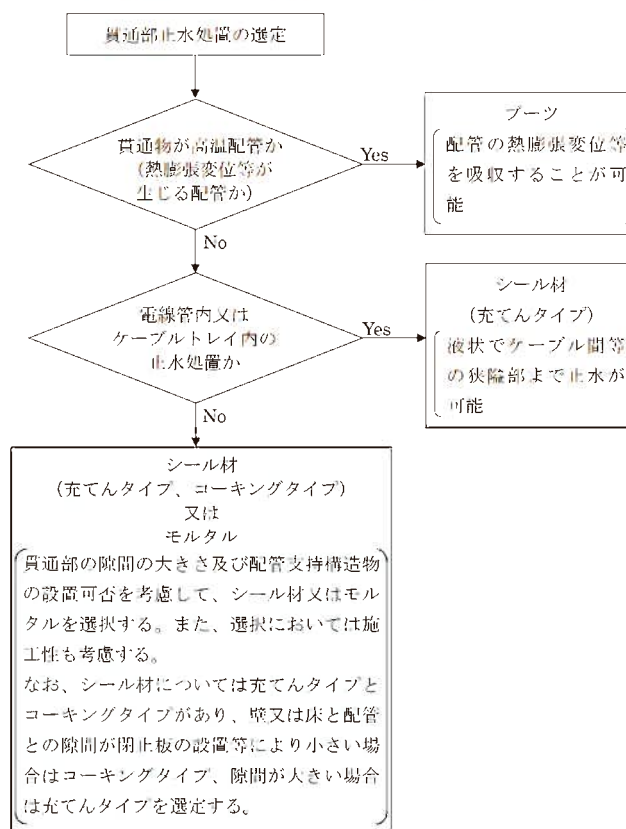 貫通部止水処置の選定
貫通物が高温配管か
(熱膨張変位等が
生じる配管か)
Yes
ブーツ
配管の熱膨張変位等
を吸収することが可
能
No
電線管内又は
ケーブルトレイ内の
止水処置か
Yes
シール材
(充てんタイプ)
液状でケーブル間等
の狭隘部まで止水が
可能
No
シール材
(充てんタイプ、コーキングタイプ)
又は
モルタル
貫通部の隙間の大きさ及び配管支持構造物
の設置可否を考慮して、シール材又はモル
タルを選択する。また、選択においては施
工性も考慮する。
なお、シール材については充てんタイプと
コーキングタイプがあり、壁又は床と配管
との隙間が閉止板の設置等により小さい場
合はコーキングタイプ、隙間が大きい場合
は充てんタイプを選定する。